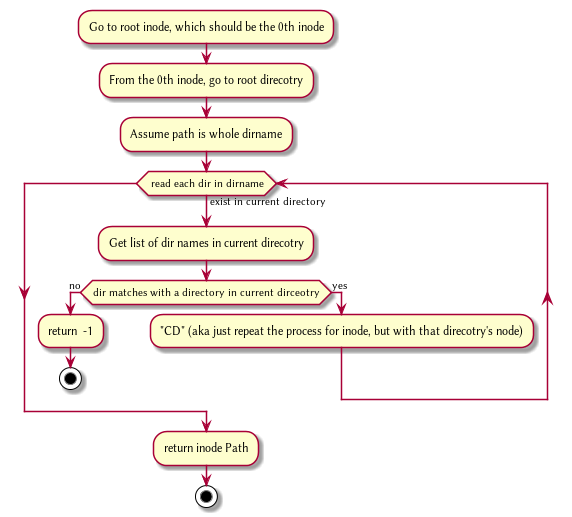 Go to root inode, which should be the 0th inode
From the 0th inode, go to root direcotry
Assume path is whole dirname
read each dir in dirname
exist in current directory
Get list of dir names in current direcotry
no
dir matches with a directory in current dirceotry
yes
return -1
"CD" (aka just repeat the process for inode, but with that direcotry's node)
return inode Path